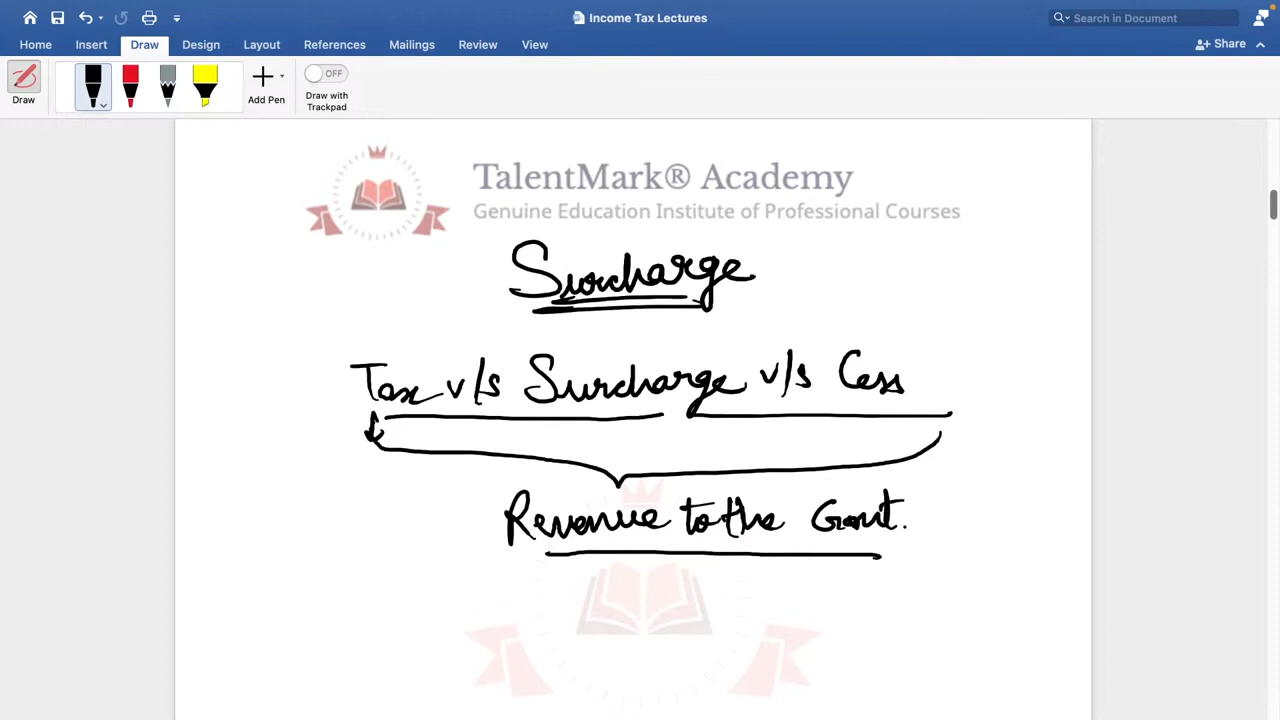 Income Tax Lectures
Search in Document
Home Insert Draw Design Layout References Mailings Review View
Share
Draw
Add Pen
OFF
Draw with
Trackpad
TalentMark® Academy
Genuine Education Institute of Professional Courses
Surcharge
Tax v/s Surcharge v/s Cess
Revenue to the Govt.